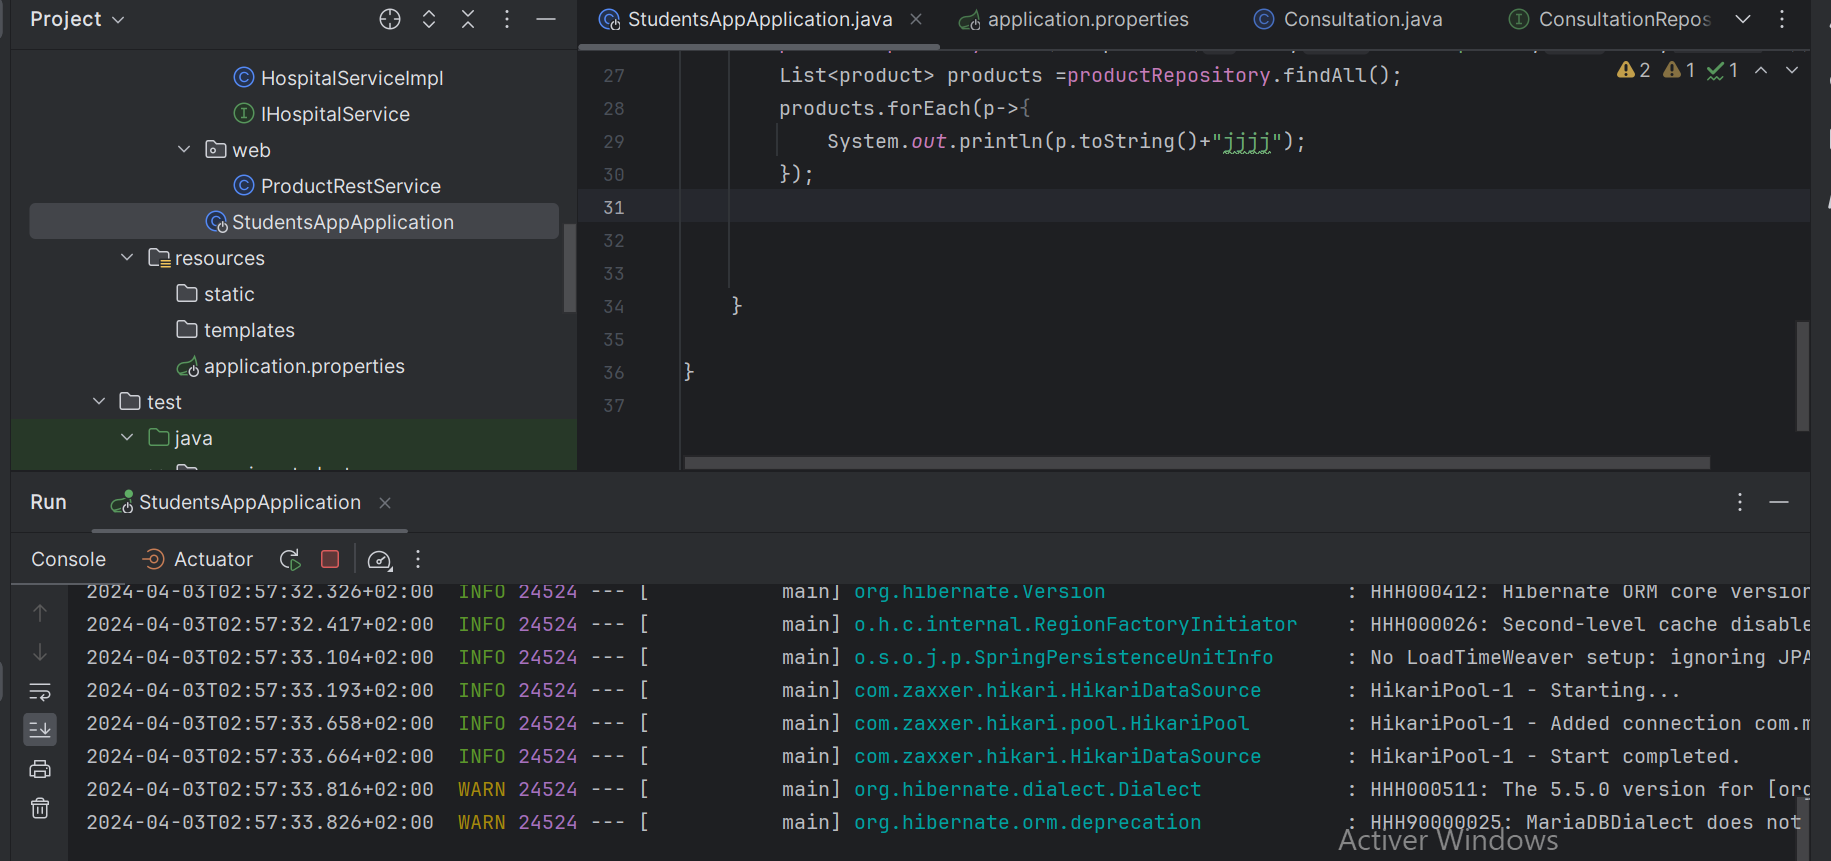 Project
StudentsAppApplication.java
application.properties
Consultation.java
ConsultationRepos
HospitalServiceImpl
IHospitalService
web
ProductRestService
StudentsAppApplication
resources
static
templates
application.properties
test
java
27 List<product> products =productRepository.findAll();
28 products.forEach(p->{
29 System.out.println(p.toString()+"jjjj");
30 });
31
32
33
34 }
35
36 }
37
2 1 1
Run StudentsAppApplication
Console Actuator
2024-04-03T02:57:32.326+02:00 INFO 24524 --- [ main] org.hibernate.Version : HHH000412: Hibernate ORM core version
2024-04-03T02:57:32.417+02:00 INFO 24524 --- [ main] o.h.c.internal.RegionFactoryInitiator : HHH000026: Second-level cache disable
2024-04-03T02:57:33.104+02:00 INFO 24524 --- [ main] o.s.o.j.p.SpringPersistenceUnitInfo : No LoadTimeWeaver setup: ignoring JPA
2024-04-03T02:57:33.193+02:00 INFO 24524 --- [ main] com.zaxxer.hikari.HikariDataSource : HikariPool-1 - Starting...
2024-04-03T02:57:33.658+02:00 INFO 24524 --- [ main] com.zaxxer.hikari.pool.HikariPool : HikariPool-1 - Added connection com.m
2024-04-03T02:57:33.664+02:00 INFO 24524 --- [ main] com.zaxxer.hikari.HikariDataSource : HikariPool-1 - Start completed.
2024-04-03T02:57:33.816+02:00 WARN 24524 --- [ main] org.hibernate.dialect.Dialect : HHH000511: The 5.5.0 version for [org
2024-04-03T02:57:33.826+02:00 WARN 24524 --- [ main] org.hibernate.orm.deprecation : HHH90000025: MariaDBDialect does not
Activer Windows